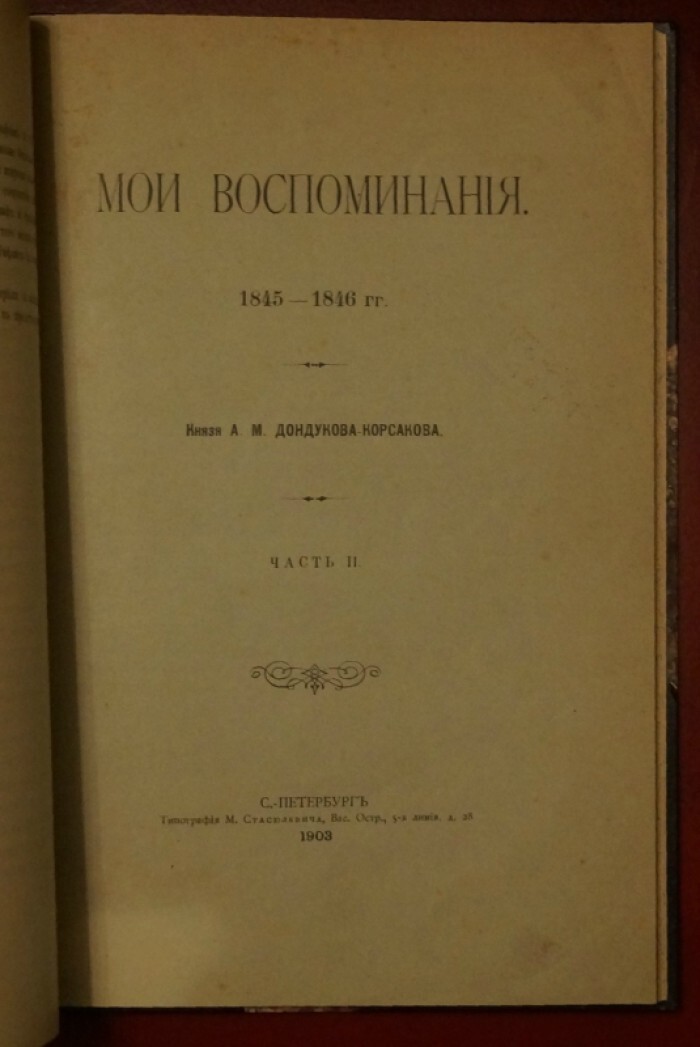 МОИ ВОСПОМИНАНІЯ.
1845—1846 гг.
Князя А. М. ДОНДУКОВА-КОРСАКОВА.
ЧАСТЬ II.
С.-ПЕТЕРБУРГЪ
Типографія М. Стасюлевича, Вас. Остр., 5-я линія, д. 28
1903